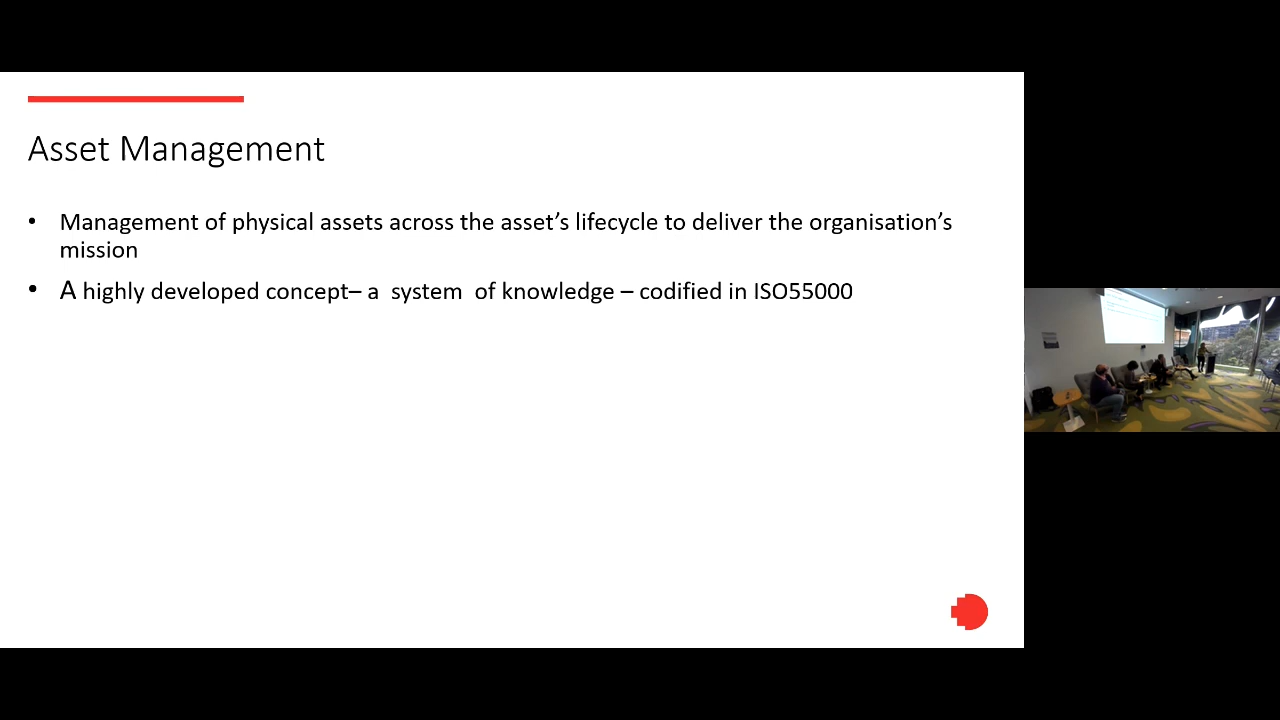 Asset Management
• Management of physical assets across the asset’s lifecycle to deliver the organisation’s
mission
• A highly developed concept– a  system  of knowledge – codified in ISO55000